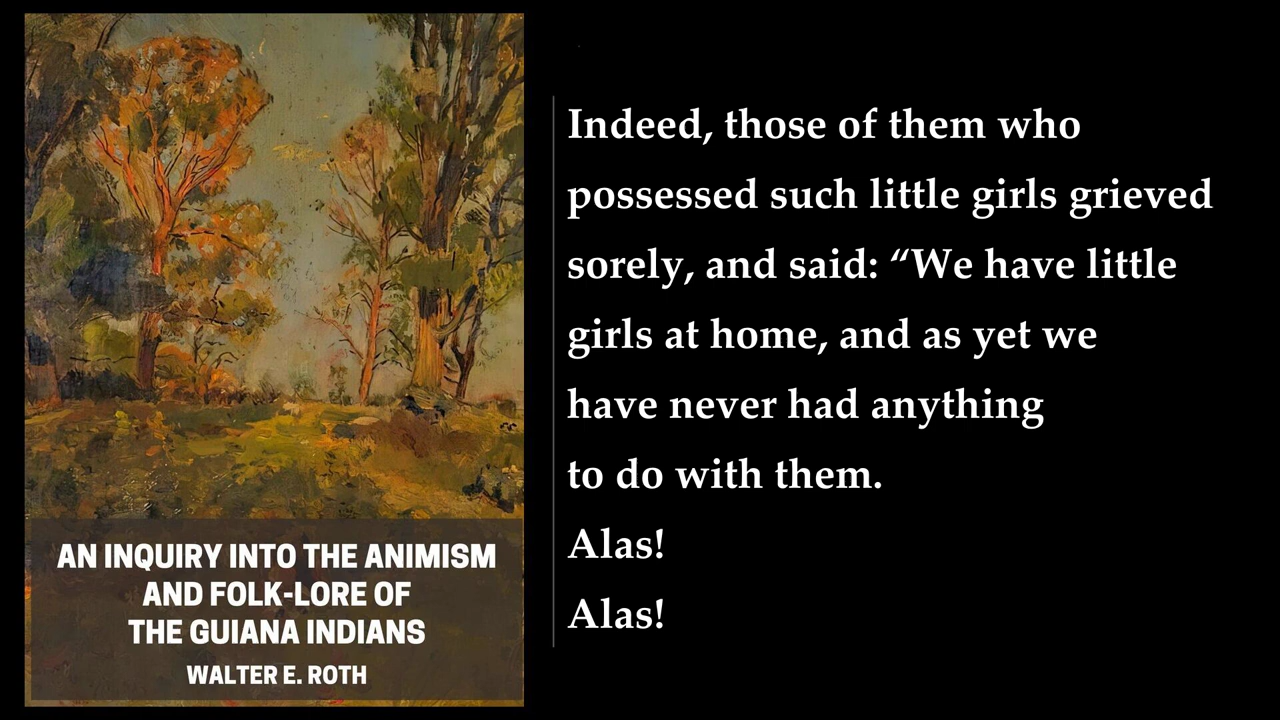 AN INQUIRY INTO THE ANIMISM
AND FOLK-LORE OF
THE GUIANA INDIANS
WALTER E. ROTH
Indeed, those of them who
possessed such little girls grieved
sorely, and said: “We have little
girls at home, and as yet we
have never had anything
to do with them.
Alas!
Alas!